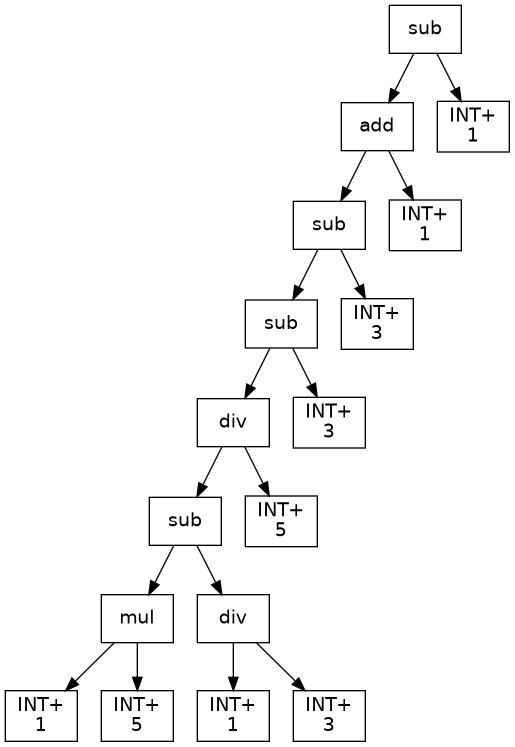 sub
add
INT+
1
sub
INT+
1
sub
INT+
3
div
INT+
3
sub
INT+
5
mul
div
INT+
1
INT+
5
INT+
1
INT+
3